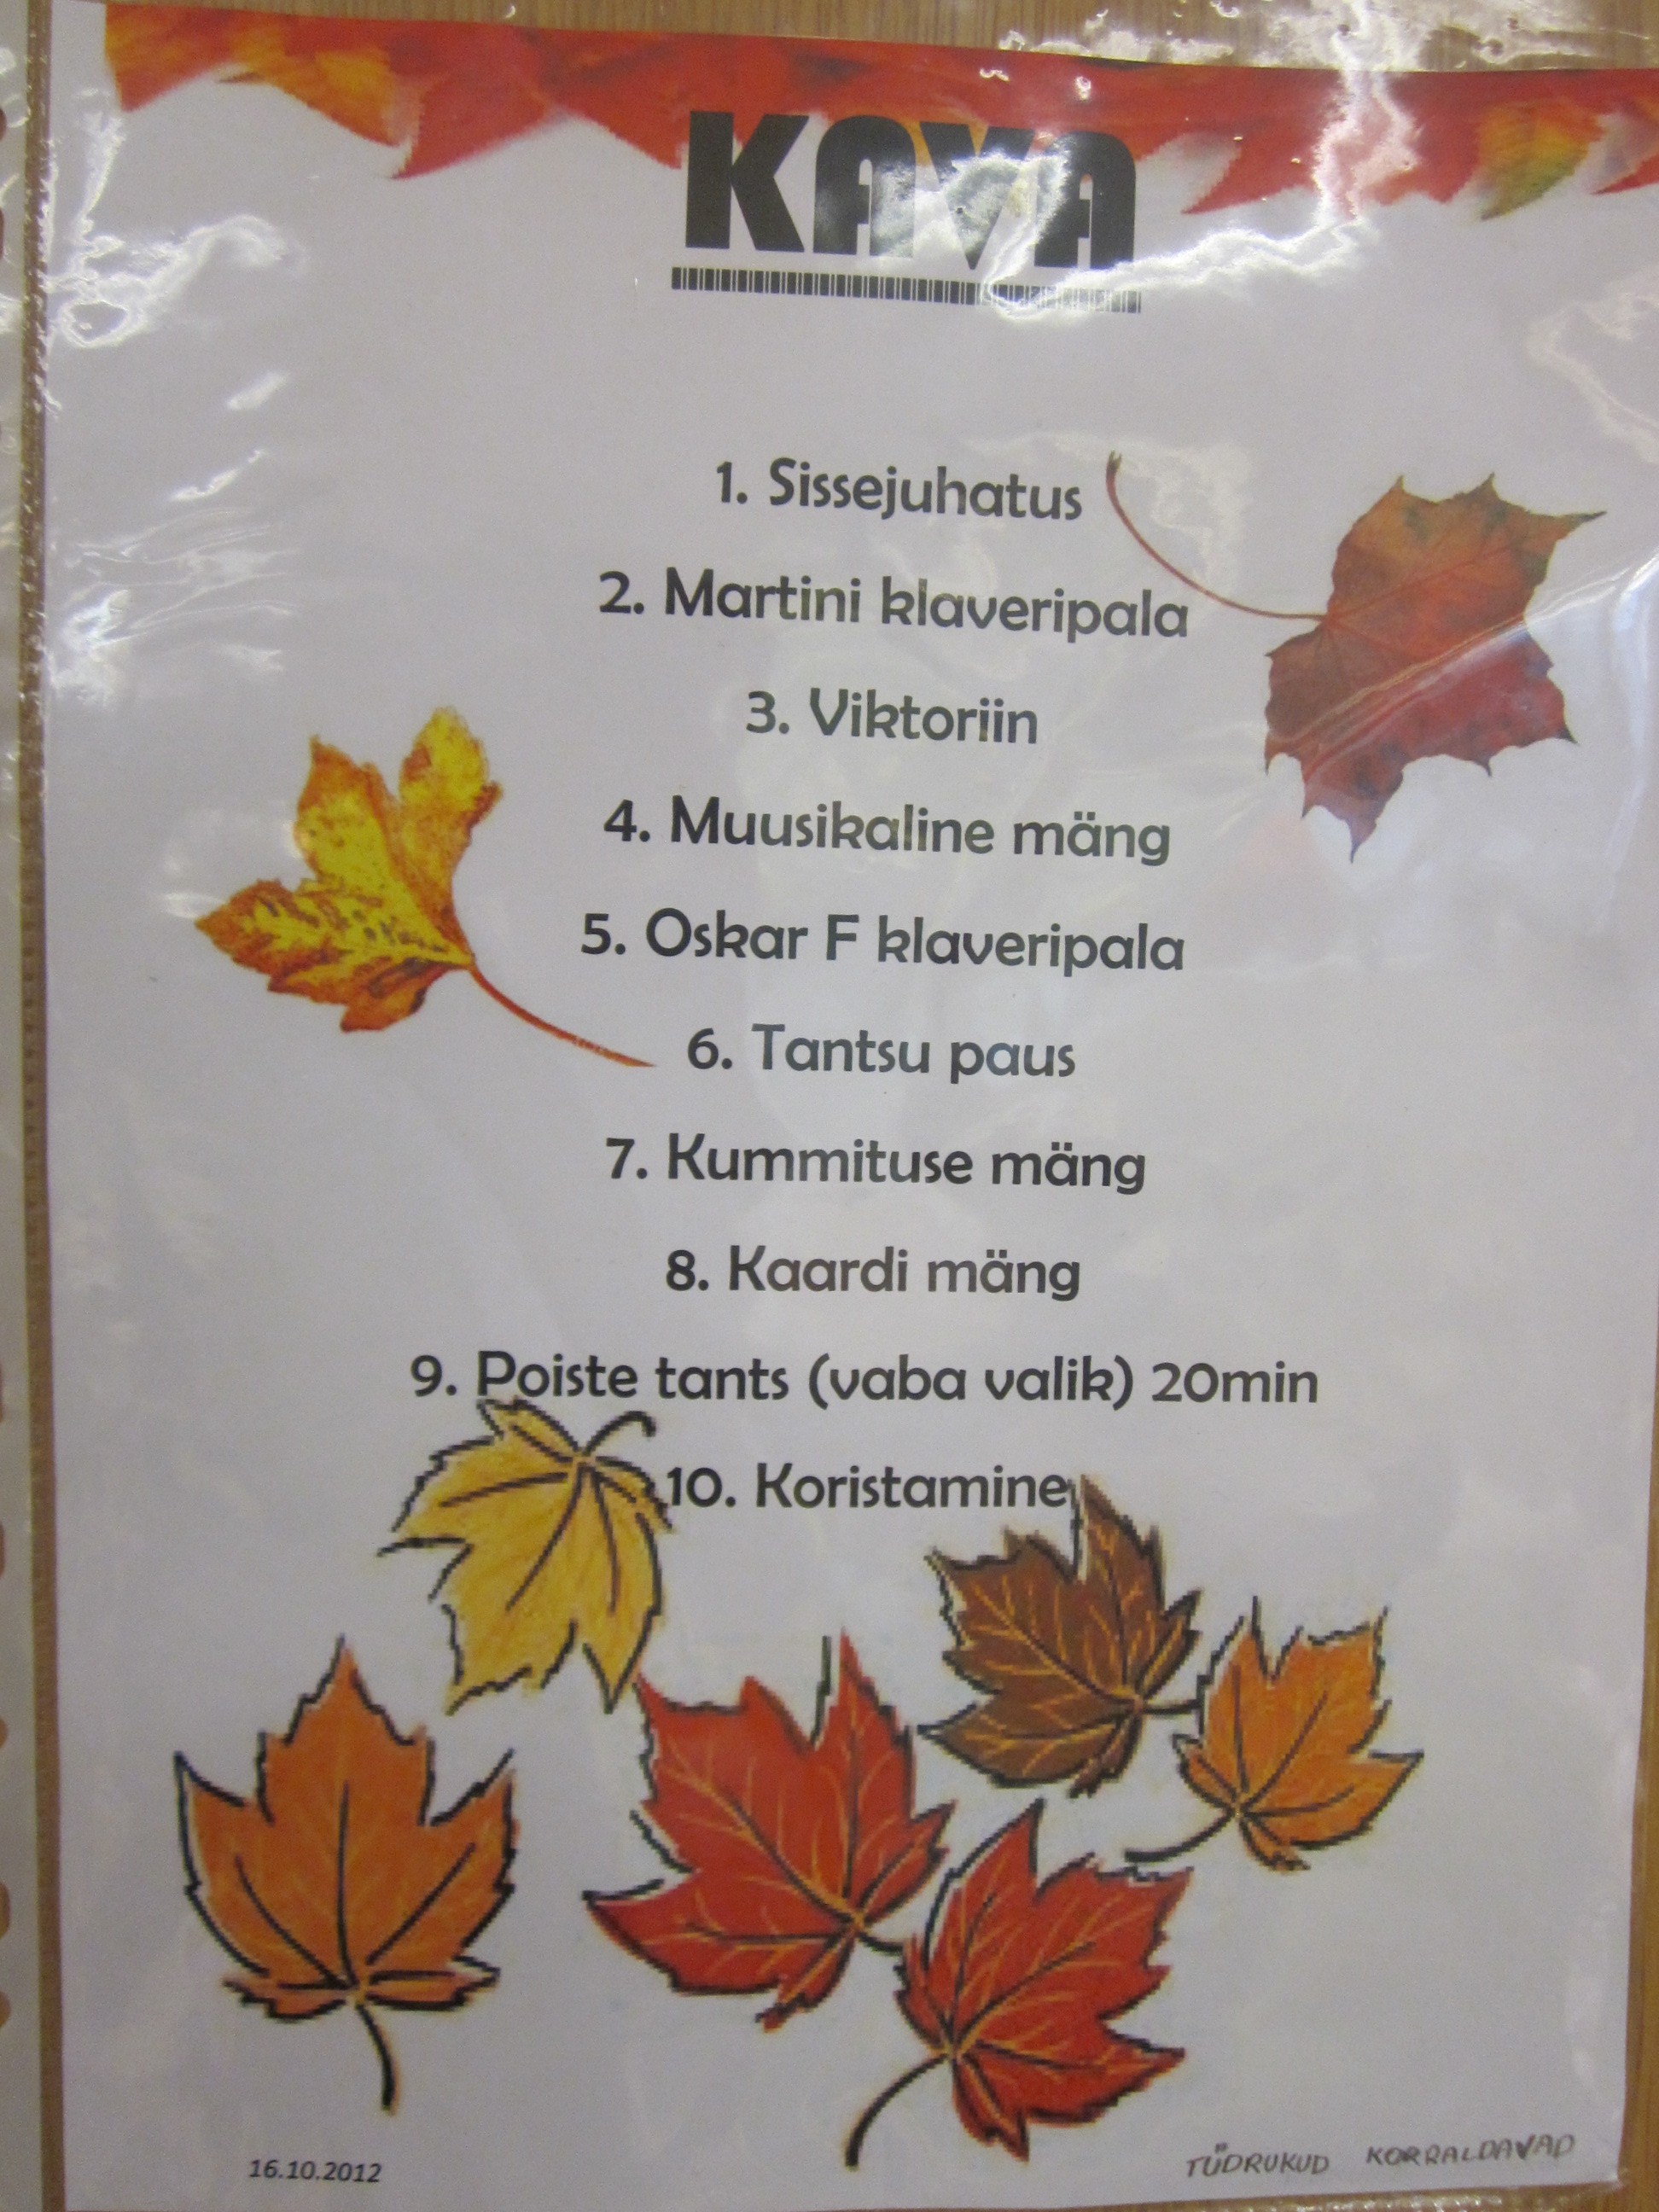 KAVA
1. Sissejuhatus
2. Martini klaveripala
3. Viktoriin
4. Muusikaline mäng
5. Oskar F klaveripala
6. Tantsu paus
7. Kummituse mäng
8. Kaardi mäng
9. Poiste tants (vaba valik) 20min
10. Koristamine
16.10.2012
TÜDRUKUD KORRALDAVAD